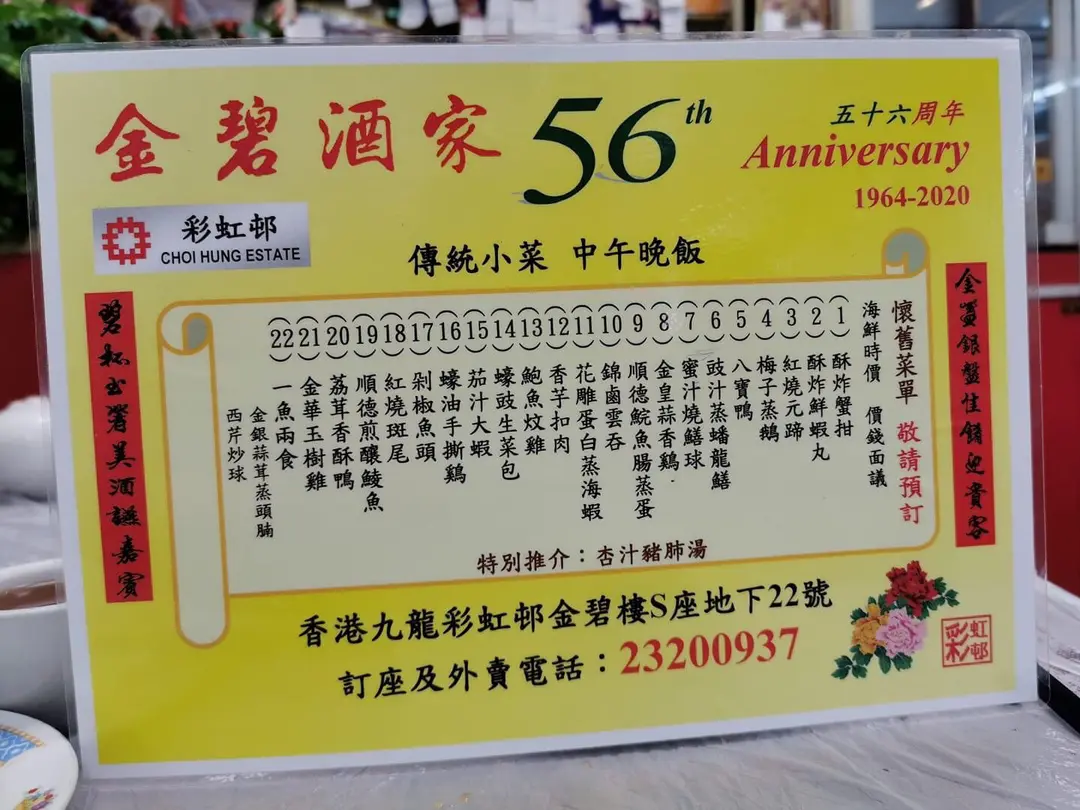 金碧酒家
56th
五十六周年
Anniversary
1964-2020
彩虹邨
CHOI HUNG ESTATE
傳統小菜 中午晚飯
金盞銀盤佳餚迎貴客
碧杯玉箸美酒讌嘉賓
懷舊菜單 敬請預訂
海鮮時價 價錢面議
(1) 酥炸蟹拑
(2) 酥炸鮮蝦丸
(3) 紅燒元蹄
(4) 梅子蒸鵝
(5) 八寶鴨
(6) 豉汁蒸蟠龍鱔
(7) 蜜汁燒鱔球
(8) 金皇蒜香鷄
(9) 順德鯇魚腸蒸蛋
(10) 錦鹵雲吞
(11) 花雕蛋白蒸海蝦
(12) 香芋扣肉
(13) 鮑魚炆雞
(14) 蠔豉生菜包
(15) 茄汁大蝦
(16) 蠔油手撕鷄
(17) 剁椒魚頭
(18) 紅燒斑尾
(19) 順德煎釀鯪魚
(20) 荔茸香酥鴨
(21) 金華玉樹雞
(22) 一魚兩食
金銀蒜茸蒸頭腩
西芹炒球
特別推介：杏汁豬肺湯
香港九龍彩虹邨金碧樓S座地下22號
訂座及外賣電話：23200937
彩虹邨